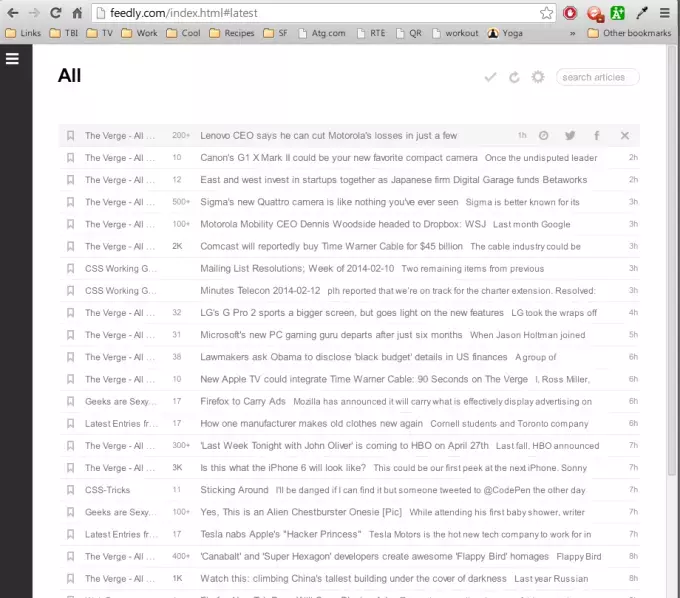 feedly.com/index.html#latest
Links TBI TV Work Cool Recipes SF Atg.com RTE QR workout Yoga » Other bookmarks
All
search articles
The Verge - All ... 200+ Lenovo CEO says he can cut Motorola's losses in just a few 1h
The Verge - All ... 10 Canon's G1 X Mark II could be your new favorite compact camera Once the undisputed leader 2h
The Verge - All ... 12 East and west invest in startups together as Japanese firm Digital Garage funds Betaworks 2h
The Verge - All ... 500+ Sigma's new Quattro camera is like nothing you've ever seen Sigma is better known for its 3h
The Verge - All ... 100+ Motorola Mobility CEO Dennis Woodside headed to Dropbox: WSJ Last month Google 3h
The Verge - All ... 2K Comcast will reportedly buy Time Warner Cable for $45 billion The cable industry could be 3h
CSS Working G... Mailing List Resolutions; Week of 2014-02-10 Two remaining items from previous 3h
CSS Working G... Minutes Telecon 2014-02-12 plh reported that we're on track for the charter extension. Resolved: 3h
The Verge - All ... 32 LG's G Pro 2 sports a bigger screen, but goes light on the new features LG took the wraps off 4h
The Verge - All ... 31 Microsoft's new PC gaming guru departs after just six months When Jason Holtman joined 5h
The Verge - All ... 38 Lawmakers ask Obama to disclose 'black budget' details in US finances A group of 6h
The Verge - All ... 10 New Apple TV could integrate Time Warner Cable: 90 Seconds on The Verge I, Ross Miller, 6h
Geeks are Sexy... 17 Firefox to Carry Ads Mozilla has announced it will carry what is effectively display advertising on 6h
Latest Entries fr... 17 How one manufacturer makes old clothes new again Cornell students and Toronto company 6h
The Verge - All ... 300+ 'Last Week Tonight with John Oliver' is coming to HBO on April 27th Last fall, HBO announced 7h
The Verge - All ... 3K Is this what the iPhone 6 will look like? This could be our first peek at the next iPhone. Sonny 7h
CSS-Tricks 11 Sticking Around I'll be danged if I can find it but someone tweeted to @CodePen the other day 7h
Geeks are Sexy... 100+ Yes, This is an Alien Chestburster Onesie [Pic] While attending his first baby shower, writer 7h
Latest Entries fr... 17 Tesla nabs Apple's "Hacker Princess" Tesla Motors is the hot new tech company to work for in 7h
The Verge - All ... 400+ 'Canabalt' and 'Super Hexagon' developers create awesome 'Flappy Bird' homages Flappy Bird 8h
The Verge - All ... 1K Watch this: climbing China's tallest building under the cover of darkness Last year Russian 8h